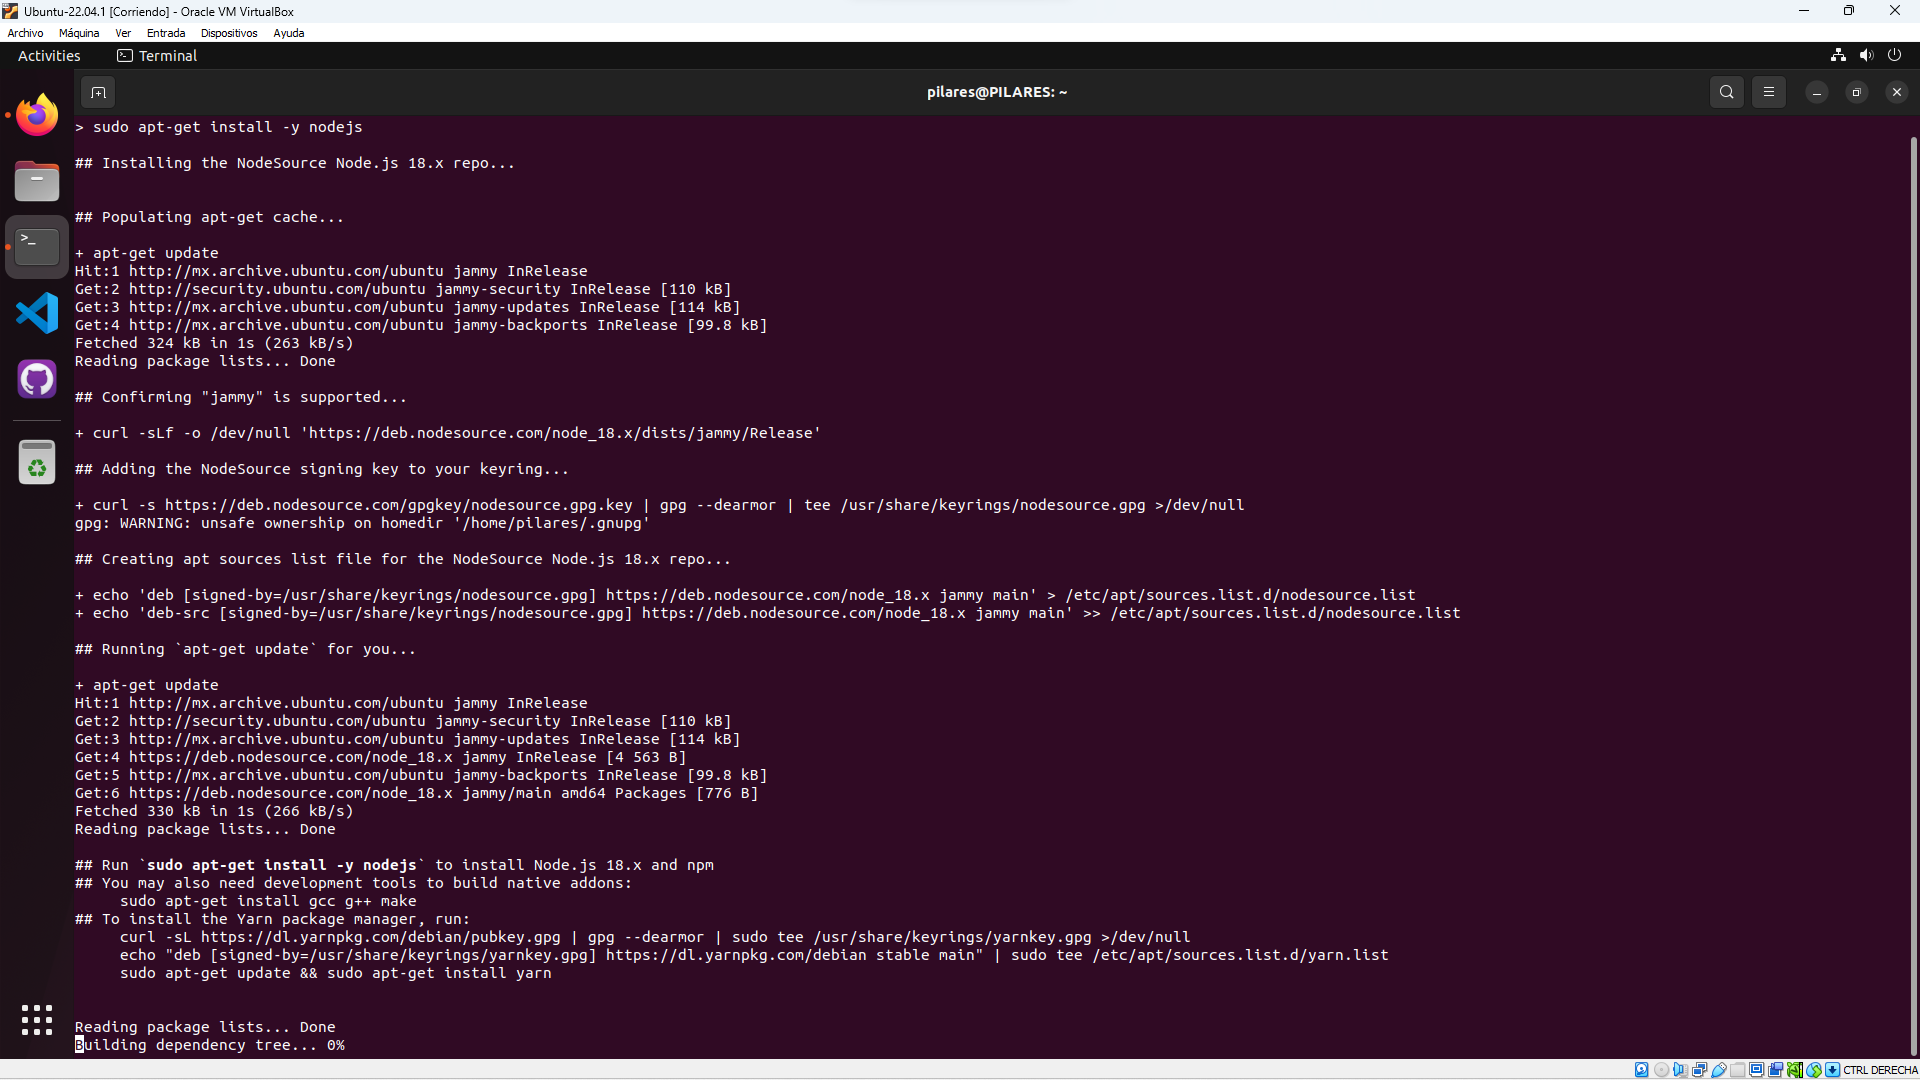 Ubuntu-22.04.1 [Corriendo] - Oracle VM VirtualBox
Archivo Máquina Ver Entrada Dispositivos Ayuda
Activities Terminal
pilares@PILARES: ~
> sudo apt-get install -y nodejs
## Installing the NodeSource Node.js 18.x repo...
## Populating apt-get cache...
+ apt-get update
Hit:1 http://mx.archive.ubuntu.com/ubuntu jammy InRelease
Get:2 http://security.ubuntu.com/ubuntu jammy-security InRelease [110 kB]
Get:3 http://mx.archive.ubuntu.com/ubuntu jammy-updates InRelease [114 kB]
Get:4 http://mx.archive.ubuntu.com/ubuntu jammy-backports InRelease [99.8 kB]
Fetched 324 kB in 1s (263 kB/s)
Reading package lists... Done
## Confirming "jammy" is supported...
+ curl -sLf -o /dev/null 'https://deb.nodesource.com/node_18.x/dists/jammy/Release'
## Adding the NodeSource signing key to your keyring...
+ curl -s https://deb.nodesource.com/gpgkey/nodesource.gpg.key | gpg --dearmor | tee /usr/share/keyrings/nodesource.gpg >/dev/null
gpg: WARNING: unsafe ownership on homedir '/home/pilares/.gnupg'
## Creating apt sources list file for the NodeSource Node.js 18.x repo...
+ echo 'deb [signed-by=/usr/share/keyrings/nodesource.gpg] https://deb.nodesource.com/node_18.x jammy main' > /etc/apt/sources.list.d/nodesource.list
+ echo 'deb-src [signed-by=/usr/share/keyrings/nodesource.gpg] https://deb.nodesource.com/node_18.x jammy main' >> /etc/apt/sources.list.d/nodesource.list
## Running `apt-get update` for you...
+ apt-get update
Hit:1 http://mx.archive.ubuntu.com/ubuntu jammy InRelease
Get:2 http://security.ubuntu.com/ubuntu jammy-security InRelease [110 kB]
Get:3 http://mx.archive.ubuntu.com/ubuntu jammy-updates InRelease [114 kB]
Get:4 https://deb.nodesource.com/node_18.x jammy InRelease [4 563 B]
Get:5 http://mx.archive.ubuntu.com/ubuntu jammy-backports InRelease [99.8 kB]
Get:6 https://deb.nodesource.com/node_18.x jammy/main amd64 Packages [776 B]
Fetched 330 kB in 1s (266 kB/s)
Reading package lists... Done
## Run `sudo apt-get install -y nodejs` to install Node.js 18.x and npm
## You may also need development tools to build native addons:
sudo apt-get install gcc g++ make
## To install the Yarn package manager, run:
curl -sL https://dl.yarnpkg.com/debian/pubkey.gpg | gpg --dearmor | sudo tee /usr/share/keyrings/yarnkey.gpg >/dev/null
echo "deb [signed-by=/usr/share/keyrings/yarnkey.gpg] https://dl.yarnpkg.com/debian stable main" | sudo tee /etc/apt/sources.list.d/yarn.list
sudo apt-get update && sudo apt-get install yarn
Reading package lists... Done
Building dependency tree... 0%
CTRL DERECHA